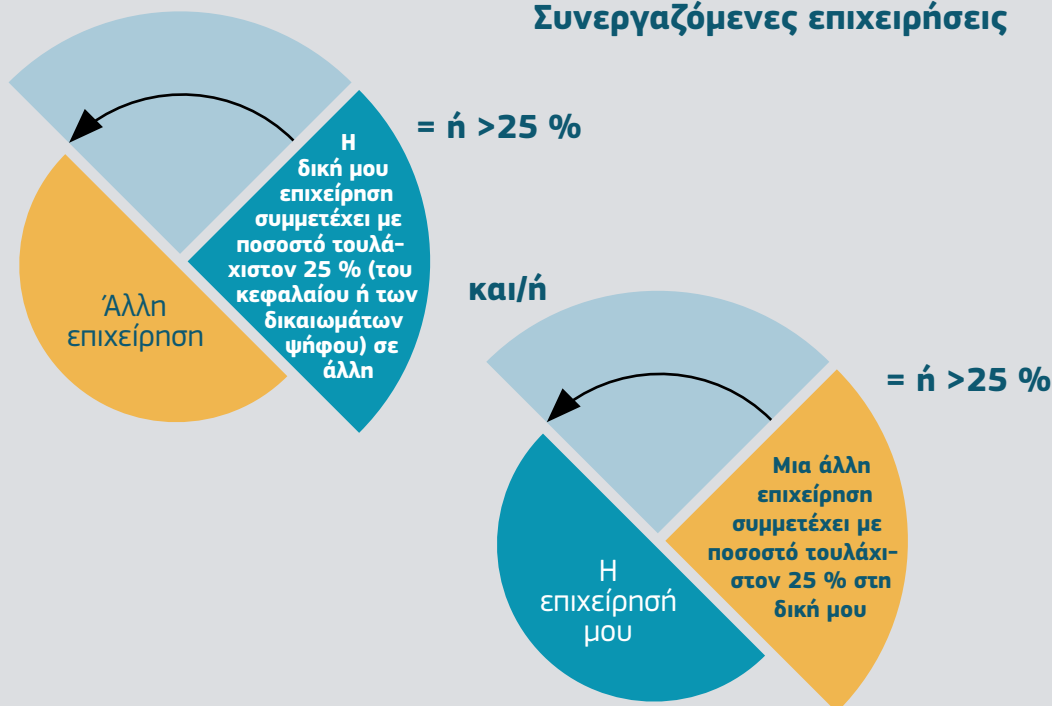 Συνεργαζόμενες επιχειρήσεις
= ή >25 %
Η
δική μου
επιχείρηση
συμμετέχει με
ποσοστό τουλά-
χιστον 25 % (του
κεφαλαίου ή των
δικαιωμάτων
ψήφου) σε
άλλη
Άλλη
επιχείρηση
και/ή
= ή >25 %
Μια άλλη
επιχείρηση
συμμετέχει με
ποσοστό τουλάχι-
στον 25 % στη
δική μου
Η
επιχείρησή
μου